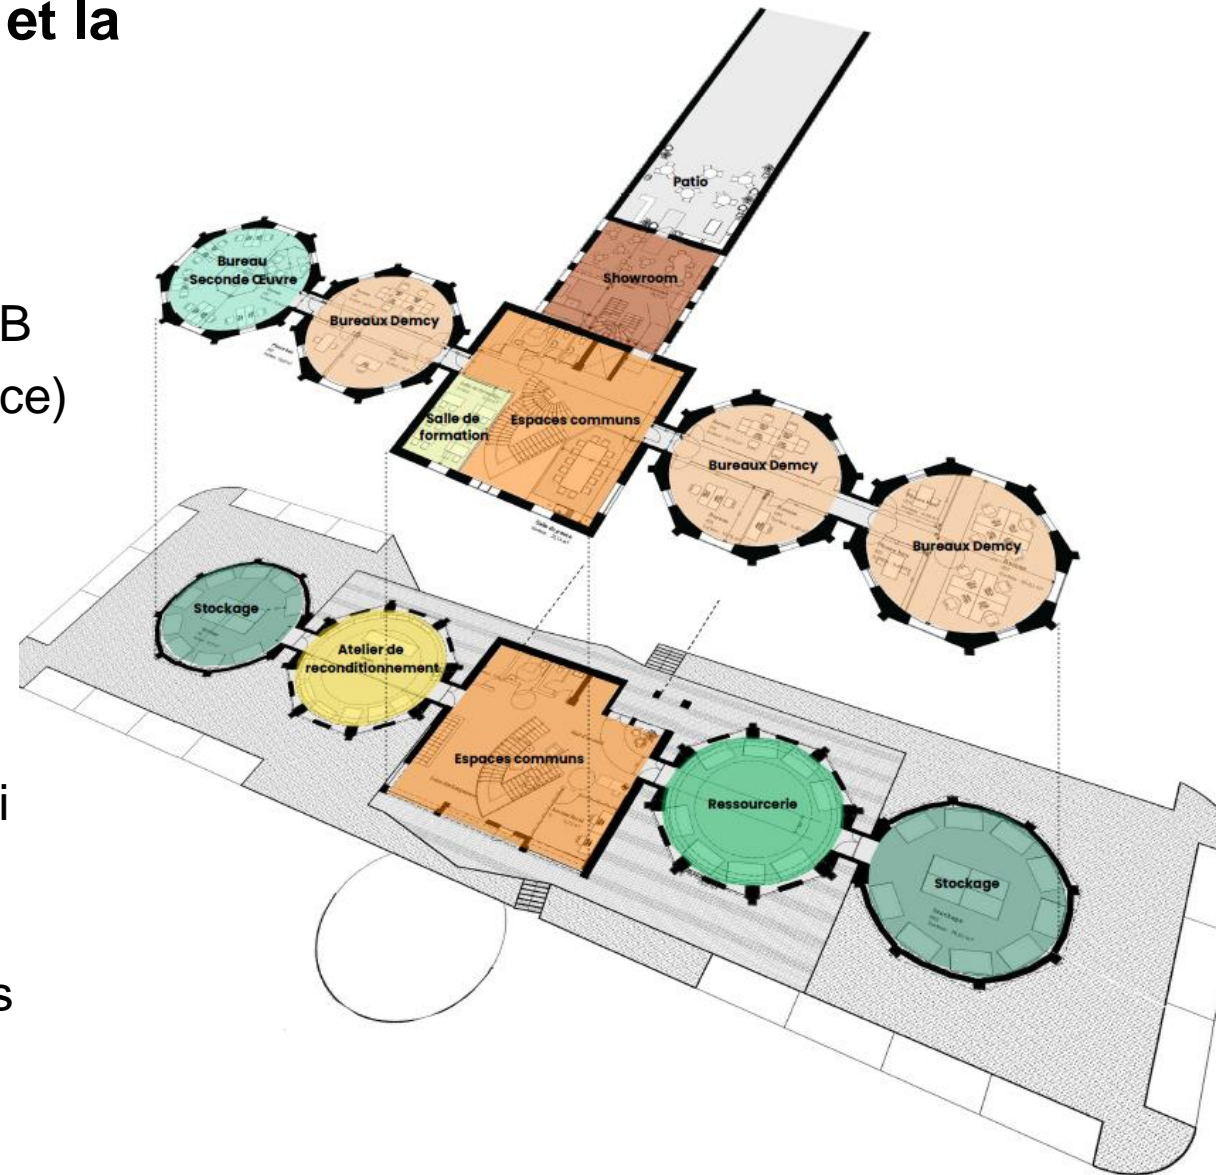 et la
B
ce)
i
s
Patio
Showroom
Bureau
Seconde Œuvre
Bureaux Demcy
Salle de
formation
Espaces communs
Bureaux Demcy
Bureaux Demcy
Stockage
Atelier de
reconditionnement
Espaces communs
Ressourcerie
Stockage
Stockage